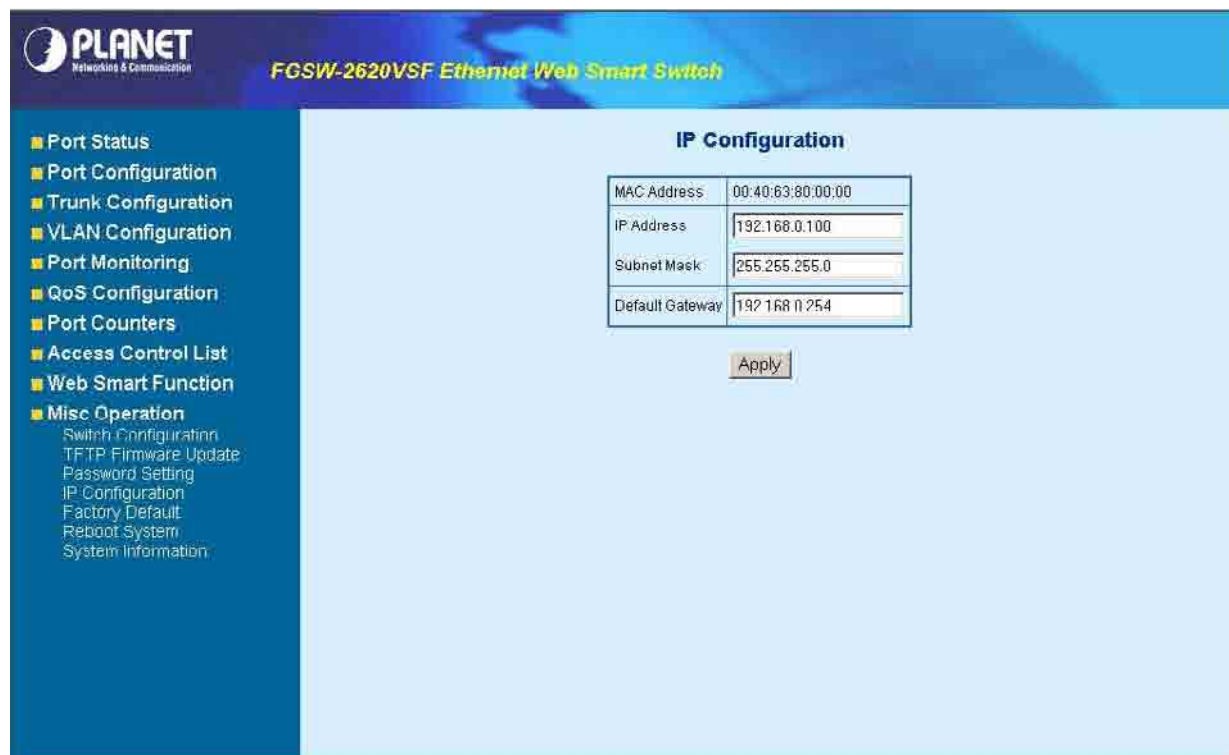 PLANET
Networking & Communication
FGSW-2620VSF Ethernet Web Smart Switch
Port Status
Port Configuration
Trunk Configuration
VLAN Configuration
Port Monitoring
QoS Configuration
Port Counters
Access Control List
Web Smart Function
Misc Operation
Switch Configuration
TFTP Firmware Update
Password Setting
IP Configuration
Factory Default
Reboot System
System Information
IP Configuration
MAC Address 00:40:63:80:00:00
IP Address 192.168.0.100
Subnet Mask 255.255.255.0
Default Gateway 192.168.0.254
Apply